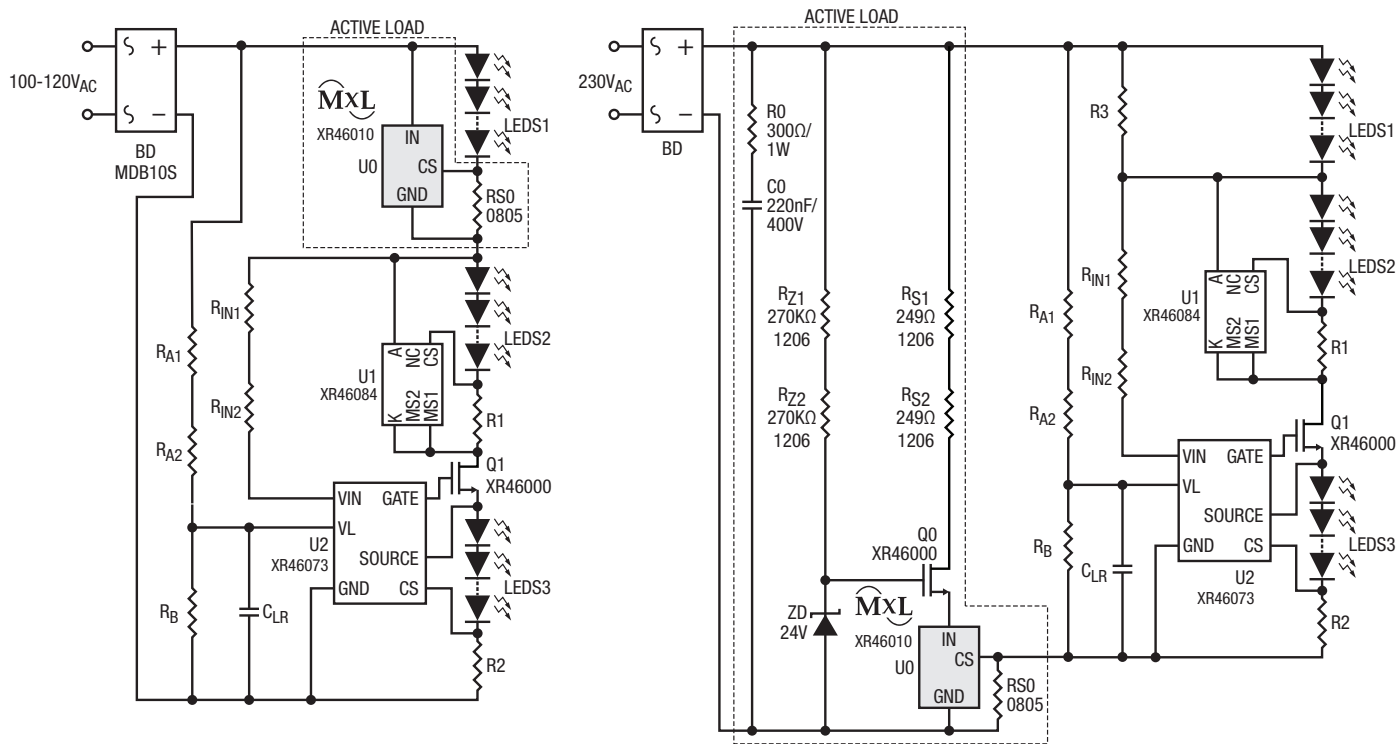 ACTIVE LOAD
100-120VAC
+
−
BD
MDB10S
MxL
XR46010
U0
IN
CS
GND
LEDS1
RS0
0805
RIN1
RIN2
RA1
RA2
A
NC
CS
K
MS2
MS1
U1
XR46084
LEDS2
R1
Q1
XR46000
VIN
GATE
VL
U2
XR46073
SOURCE
GND
CS
LEDS3
RB
CLR
R2
ACTIVE LOAD
230VAC
+
−
BD
R0
300Ω/
1W
C0
220nF/
400V
RZ1
270KΩ
1206
RZ2
270KΩ
1206
RS1
249Ω
1206
RS2
249Ω
1206
Q0
XR46000
ZD
24V
MxL
XR46010
U0
IN
CS
GND
RS0
0805
R3
LEDS1
RIN1
RIN2
RA1
RA2
A
NC
CS
K
MS2
MS1
U1
XR46084
LEDS2
R1
Q1
XR46000
VIN
GATE
VL
SOURCE
GND
CS
U2
XR46073
LEDS3
RB
CLR
R2